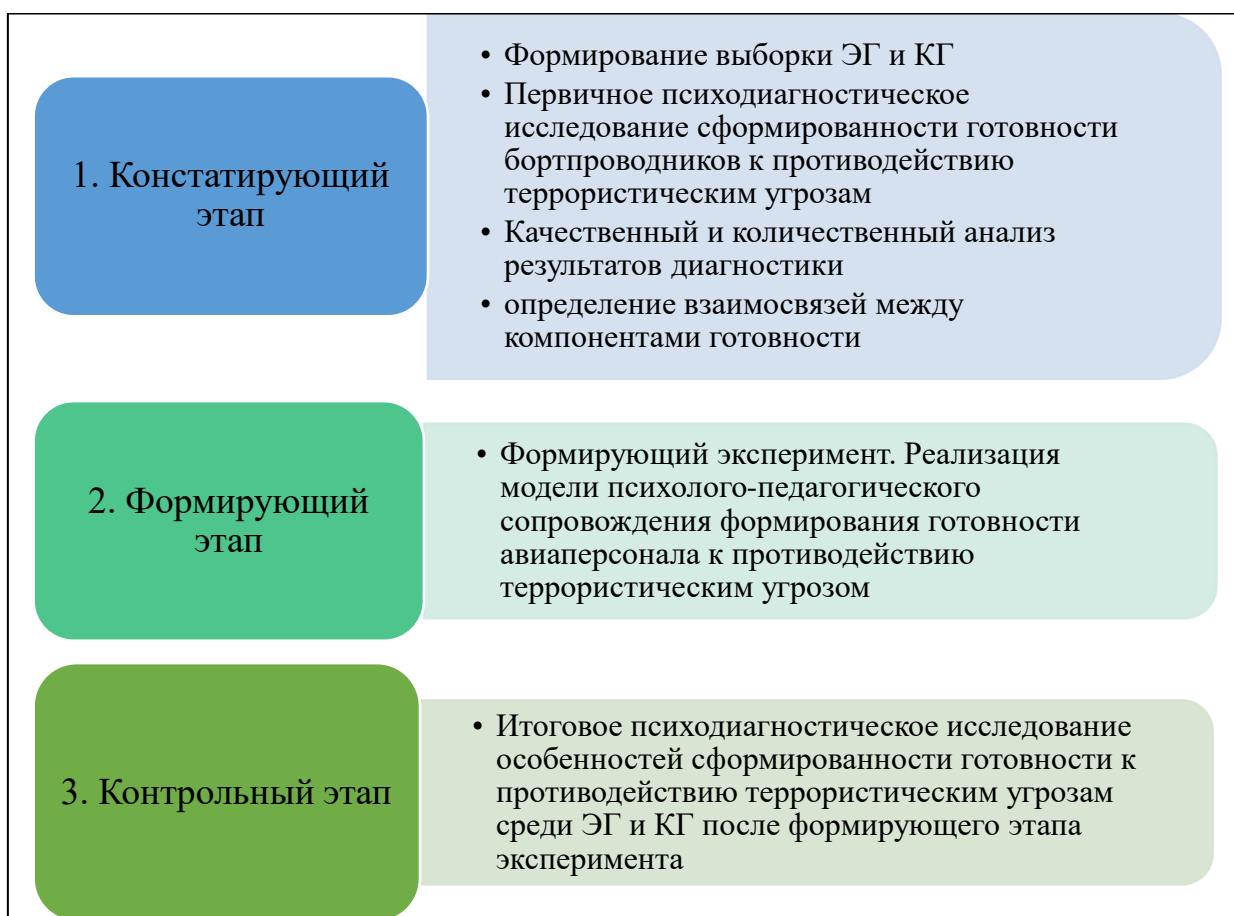 1. Констатирующий
этап
• Формирование выборки ЭГ и КГ
• Первичное психодиагностическое
исследование сформированности готовности
бортпроводников к противодействию
террористическим угрозам
• Качественный и количественный анализ
результатов диагностики
• определение взаимосвязей между
компонентами готовности
2. Формирующий
этап
• Формирующий эксперимент. Реализация
модели психолого-педагогического
сопровождения формирования готовности
авиаперсонала к противодействию
террористическим угрозом
3. Контрольный этап
• Итоговое психодиагностическое исследование
особенностей сформированности готовности к
противодействию террористическим угрозам
среди ЭГ и КГ после формирующего этапа
эксперимента